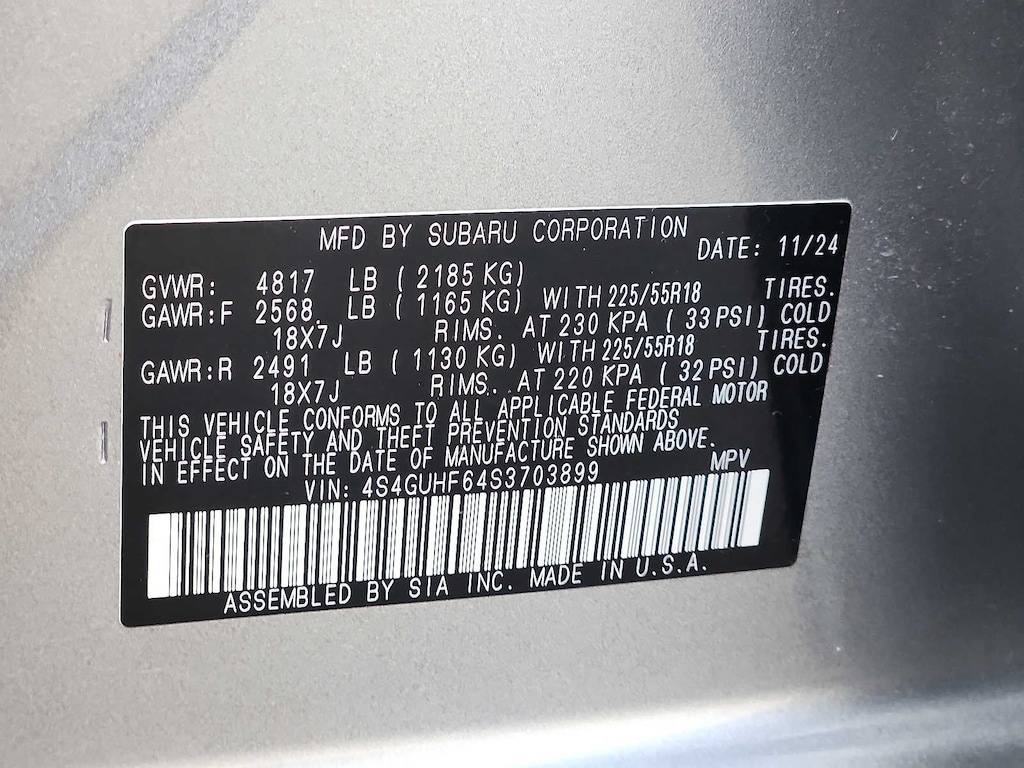 MFD BY SUBARU CORPORATION
DATE: 11/24
GVWR: 4817 LB ( 2185 KG)
GAWR:F 2568 LB ( 1165 KG) WITH 225/55R18 TIRES.
18X7J RIMS. AT 230 KPA ( 33 PSI) COLD
GAWR:R 2491 LB ( 1130 KG) WITH 225/55R18 TIRES.
18X7J RIMS. AT 220 KPA ( 32 PSI) COLD
THIS VEHICLE CONFORMS TO ALL APPLICABLE FEDERAL MOTOR
VEHICLE SAFETY AND THEFT PREVENTION STANDARDS
IN EFFECT ON THE DATE OF MANUFACTURE SHOWN ABOVE.
VIN: 4S4GUHF64S3703899 MPV
ASSEMBLED BY SIA INC. MADE IN U.S.A.